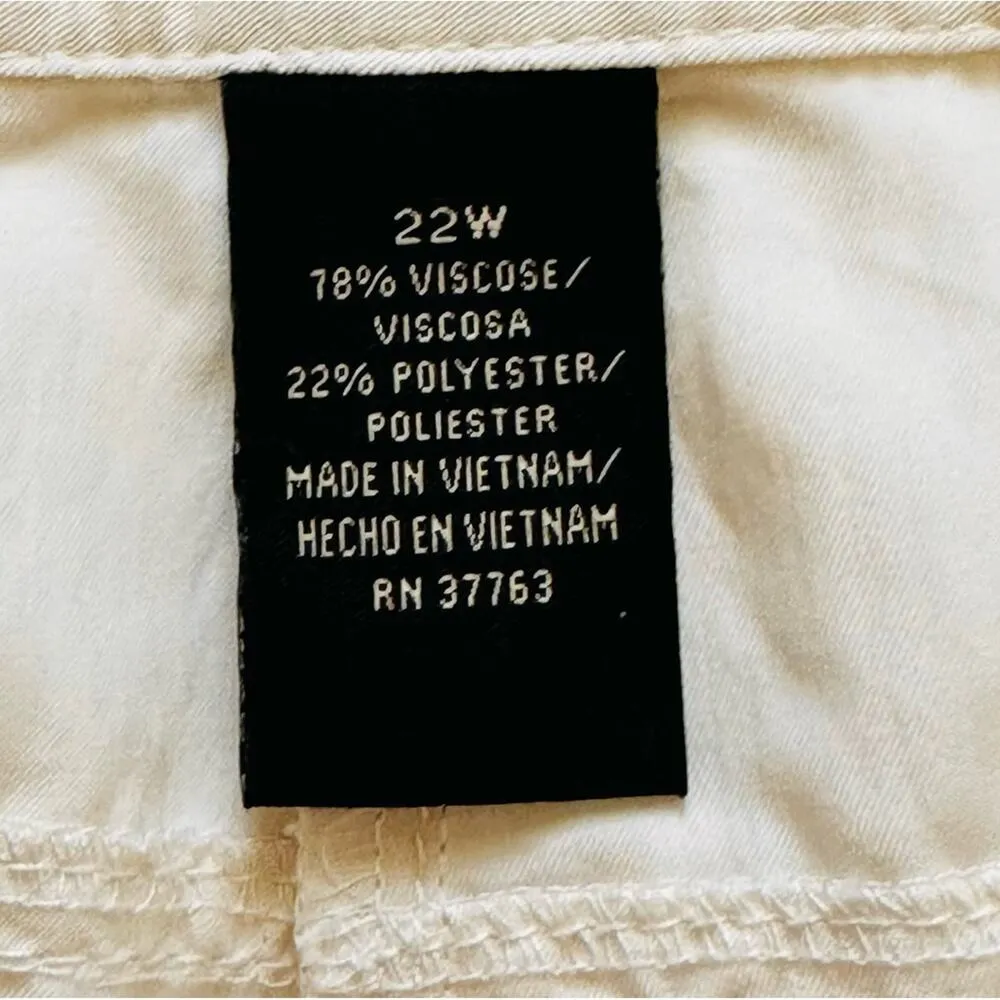 22W
78% VISCOSE/
VISCOSA
22% POLYESTER/
POLIESTER
MADE IN VIETNAM/
HECHO EN VIETNAM
RN 37763